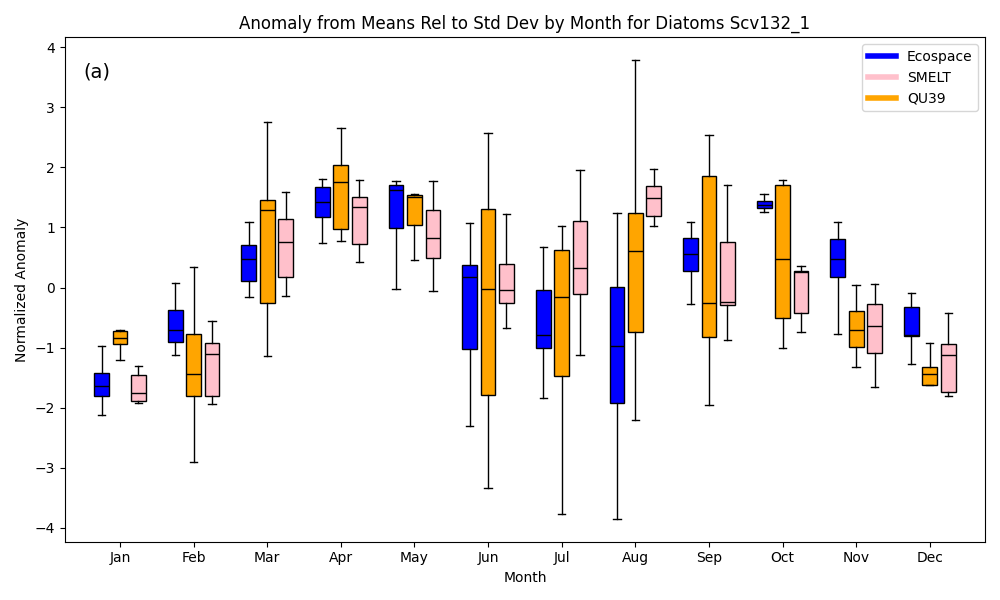 Anomaly from Means Rel to Std Dev by Month for Diatoms Scv132_1
(a)
Ecospace
SMELT
QU39
Normalized Anomaly
4
3
2
1
0
−1
−2
−3
−4
Jan Feb Mar Apr May Jun Jul Aug Sep Oct Nov Dec
Month